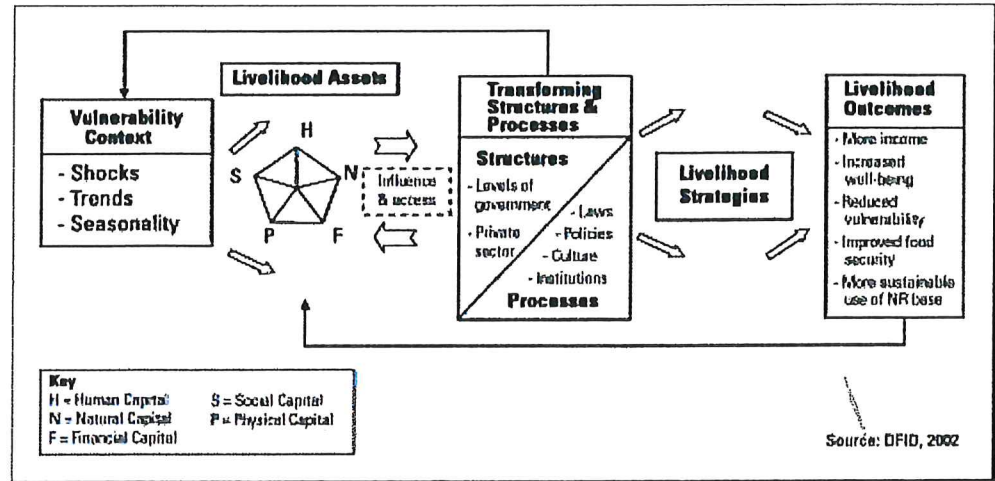 Livelihood Assets
Vulnerability
Context
- Shocks
- Trends
- Seasonality
H
S
N
P
F
Influence
& access
Transforming
Structures &
Processes
Structures
- Levels of
government
- Private
sector
- Laws
- Policies
- Culture
- Institutions
Processes
Livelihood
Strategies
Livelihood
Outcomes
- More income
- Increased
well-being
- Reduced
vulnerability
- Improved food
security
- More sustainable
use of NR base
Key
H = Human Capital S = Social Capital
N = Natural Capital P = Physical Capital
F = Financial Capital
Source: DFID, 2002